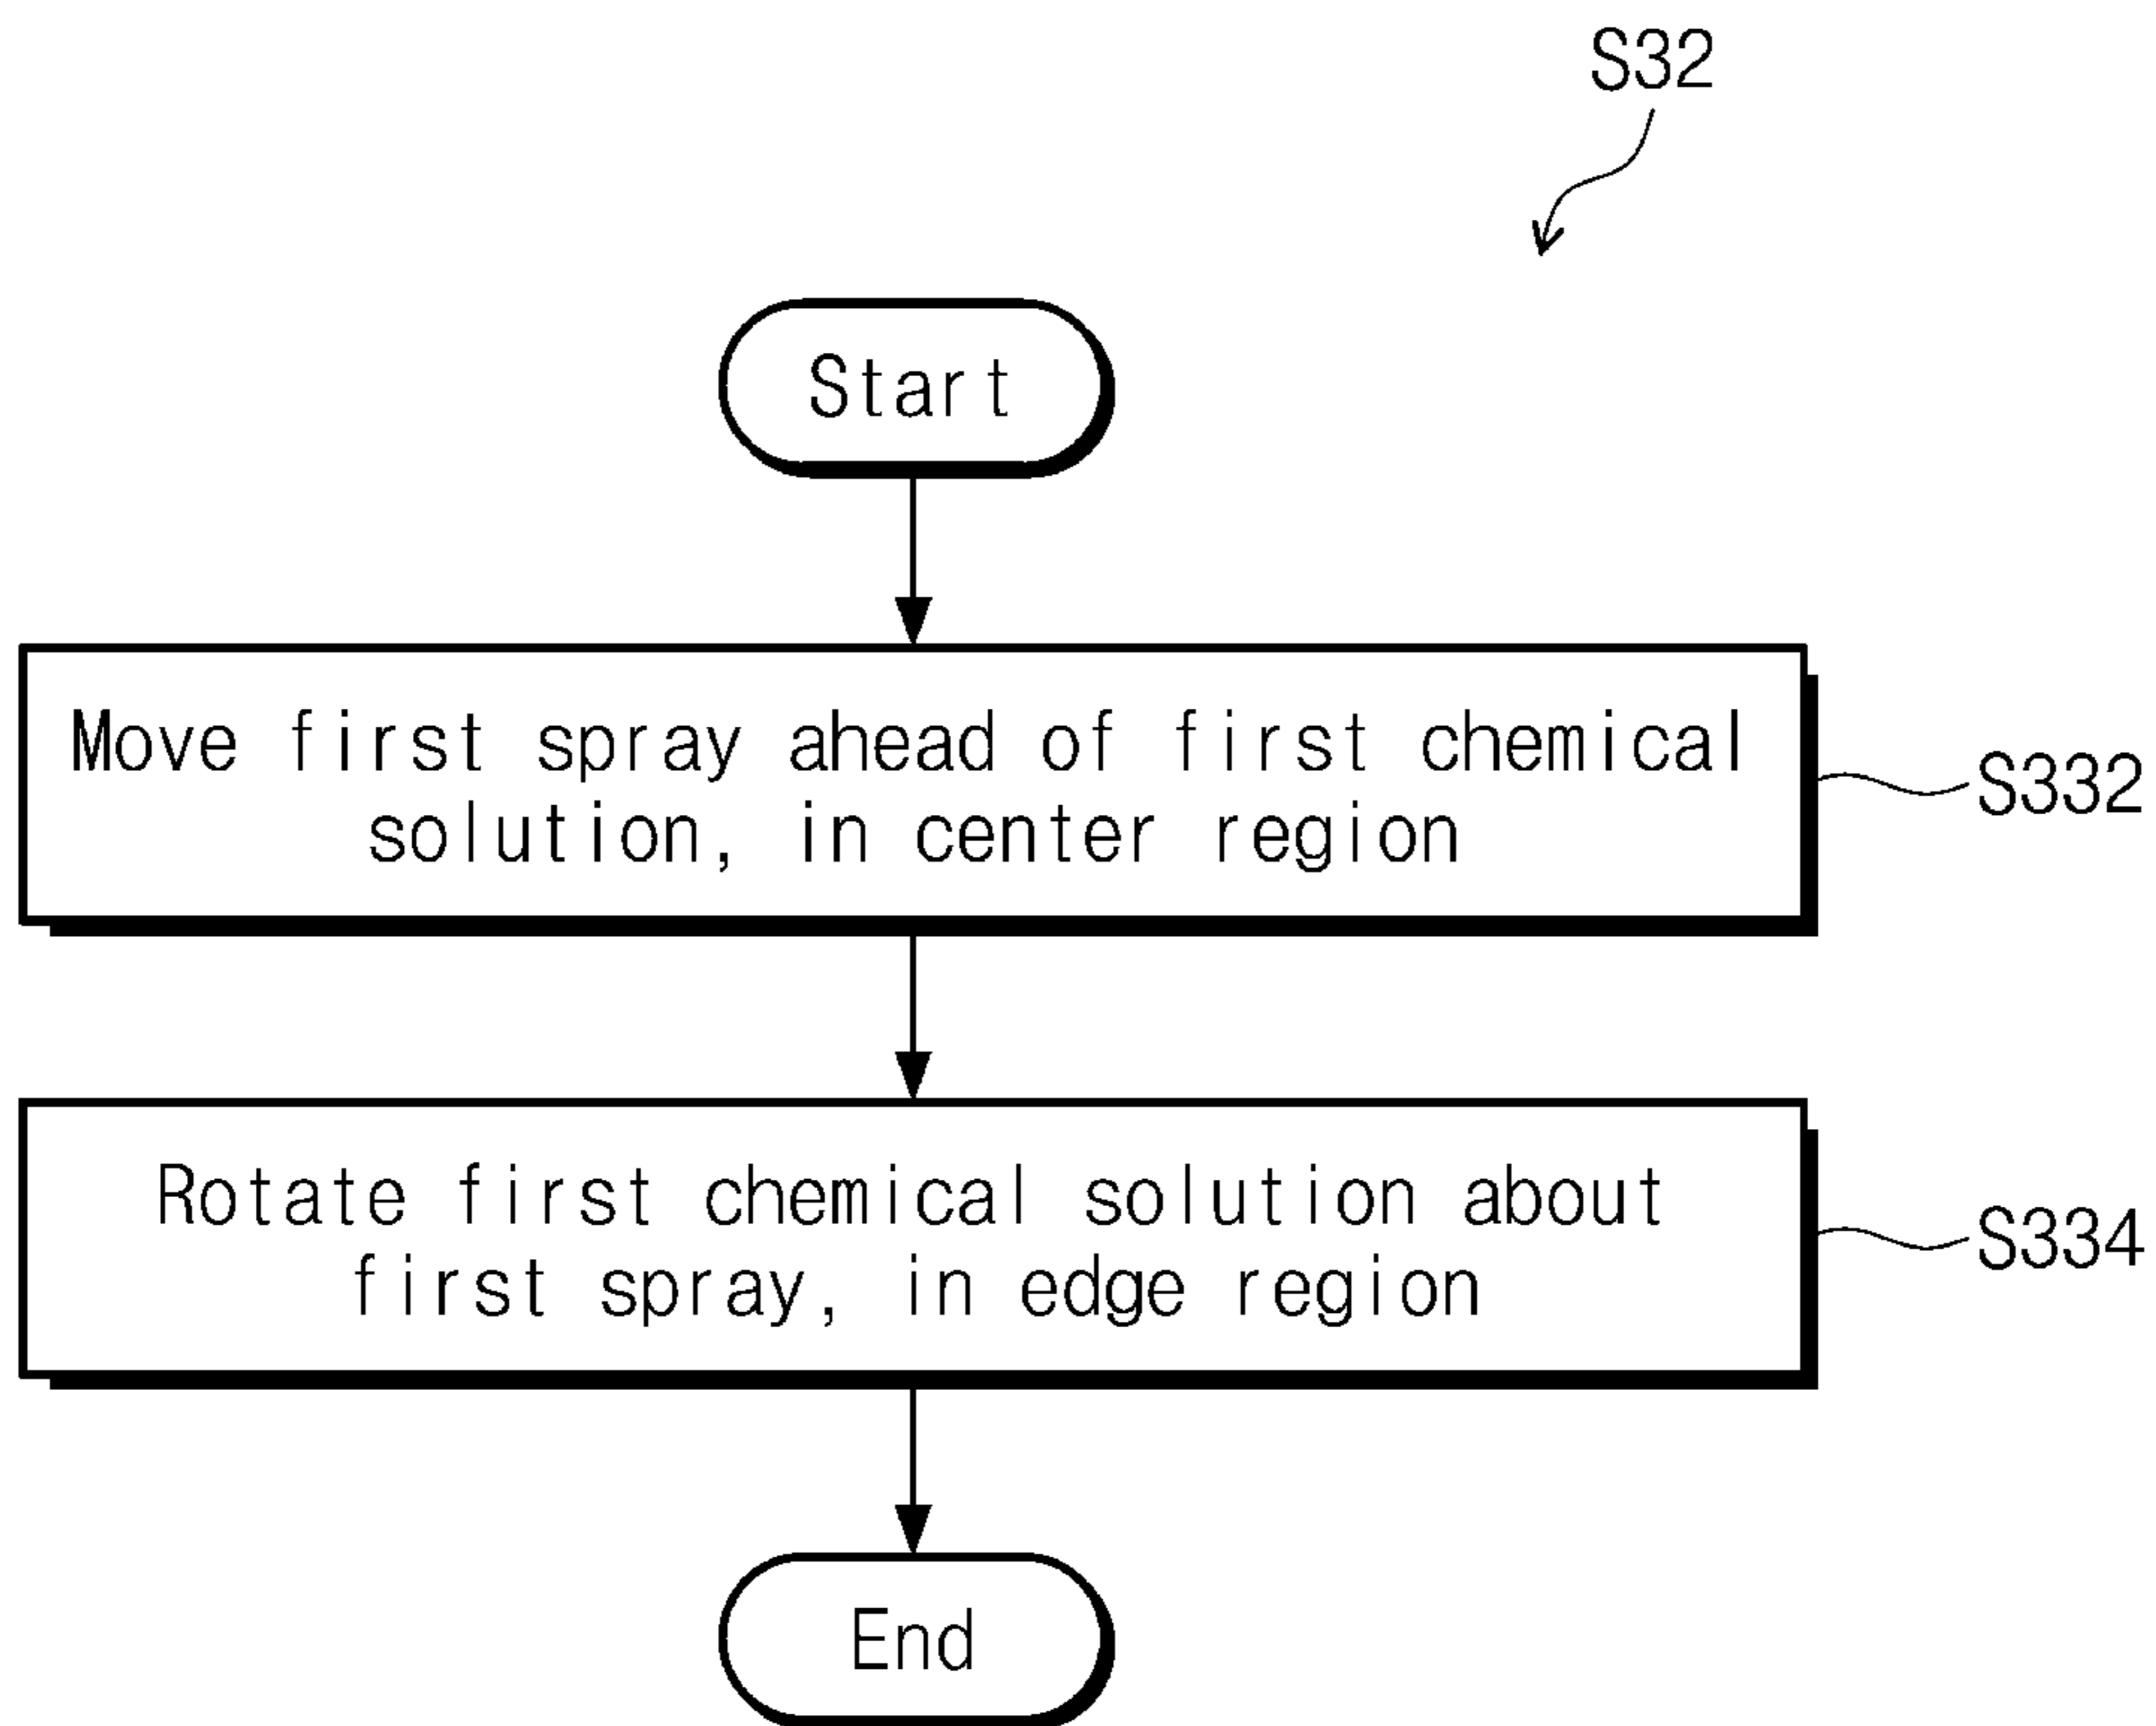 S32
Start
Move first spray ahead of first chemical
solution, in center region
S332
Rotate first chemical solution about
first spray, in edge region
S334
End